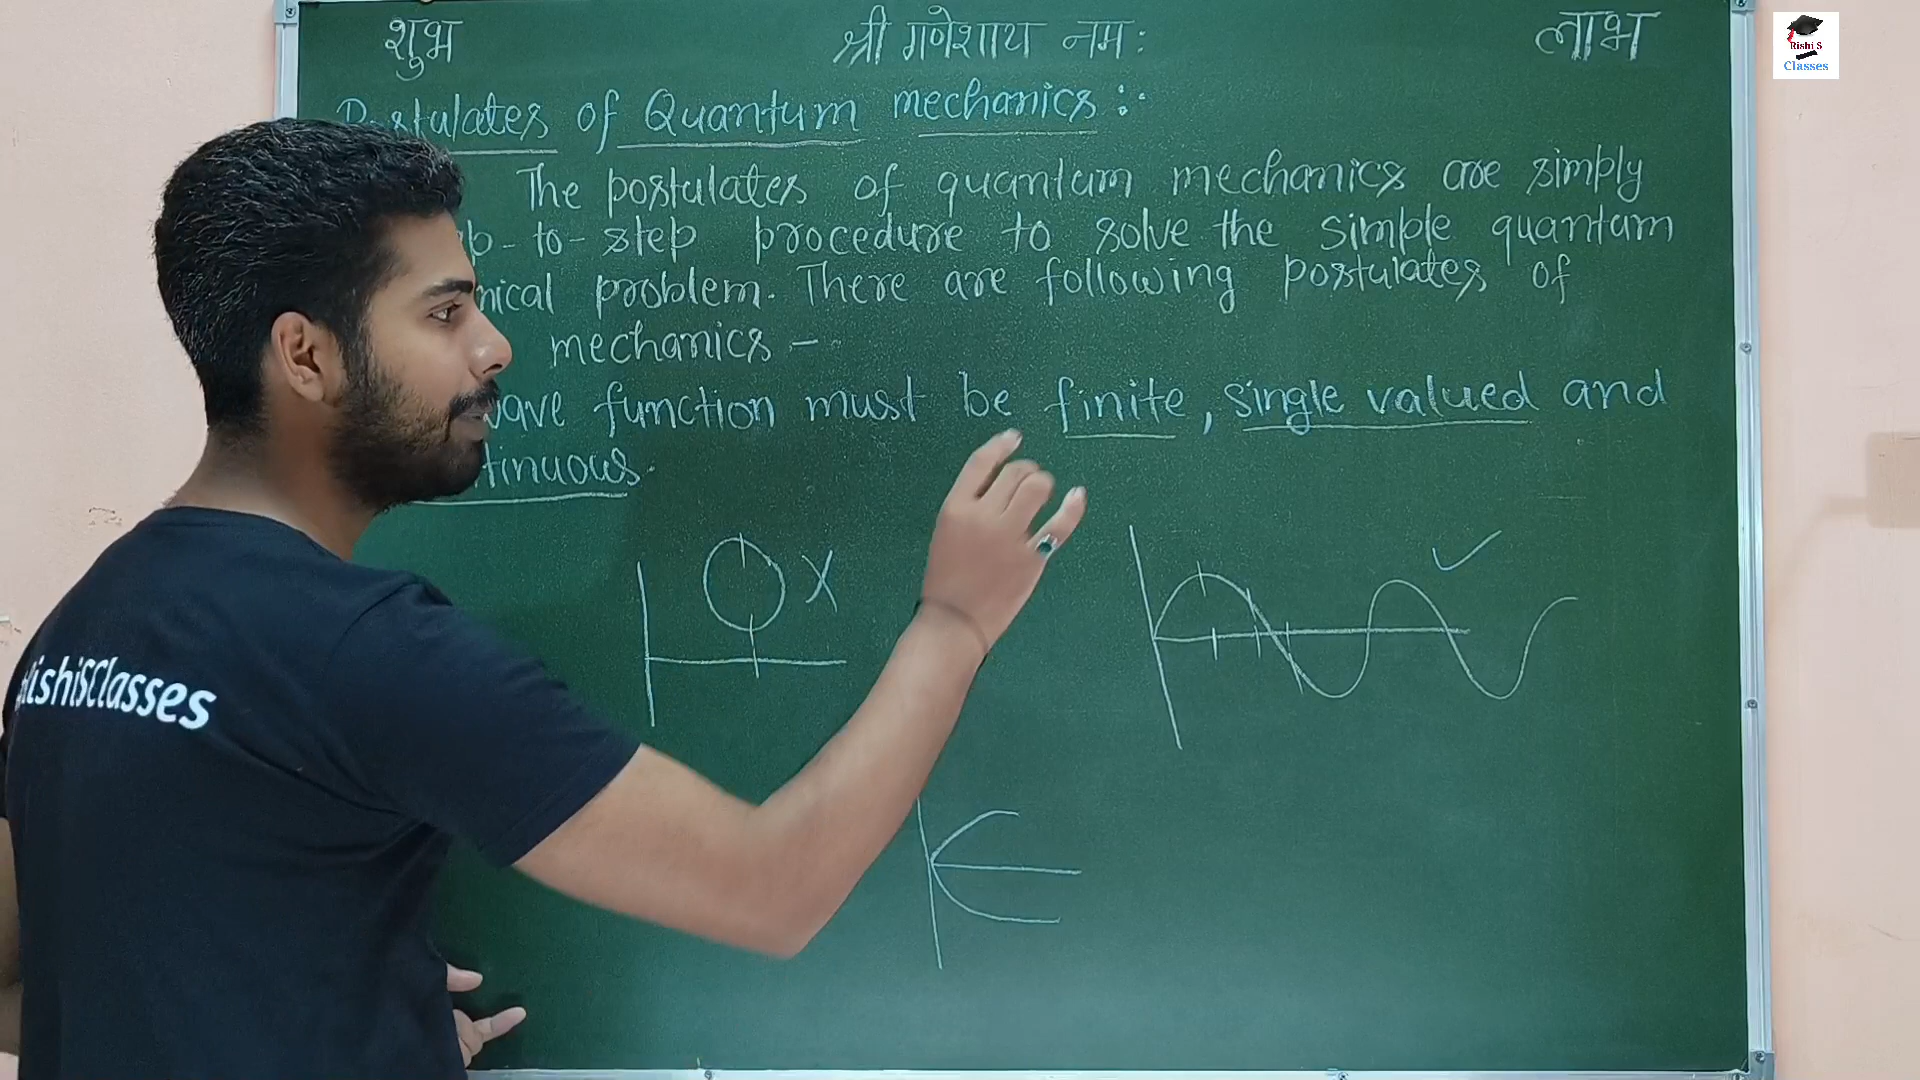 शुभ श्री गणेशाय नमः लाभ
Postulates of Quantum mechanics :-
The postulates of quantum mechanics are simply
to-step procedure to solve the simple quantum
nical problem. There are following postulates of
mechanics -
wave function must be finite, single valued and
tinuous.
X
RishiSClasses
Rishi S
Classes